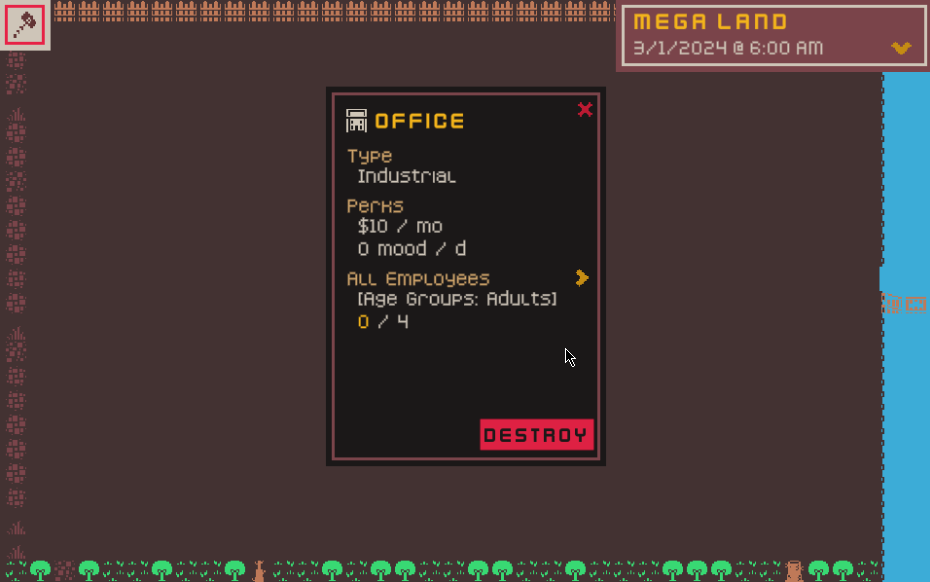 MEGA LAND
3/1/2024 @ 6:00 AM
OFFICE
Type
Industrial
Perks
$10 / mo
0 mood / d
All Employees
[Age Groups: Adults]
0 / 4
DESTROY